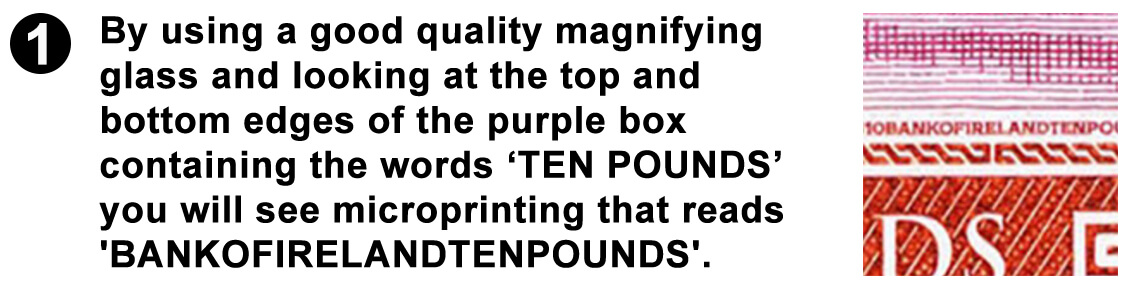 1
By using a good quality magnifying
glass and looking at the top and
bottom edges of the purple box
containing the words ‘TEN POUNDS’
you will see microprinting that reads
'BANKOFIRELANDTENPOUNDS'.
10BANKOFIRELANDTENPOU
DS